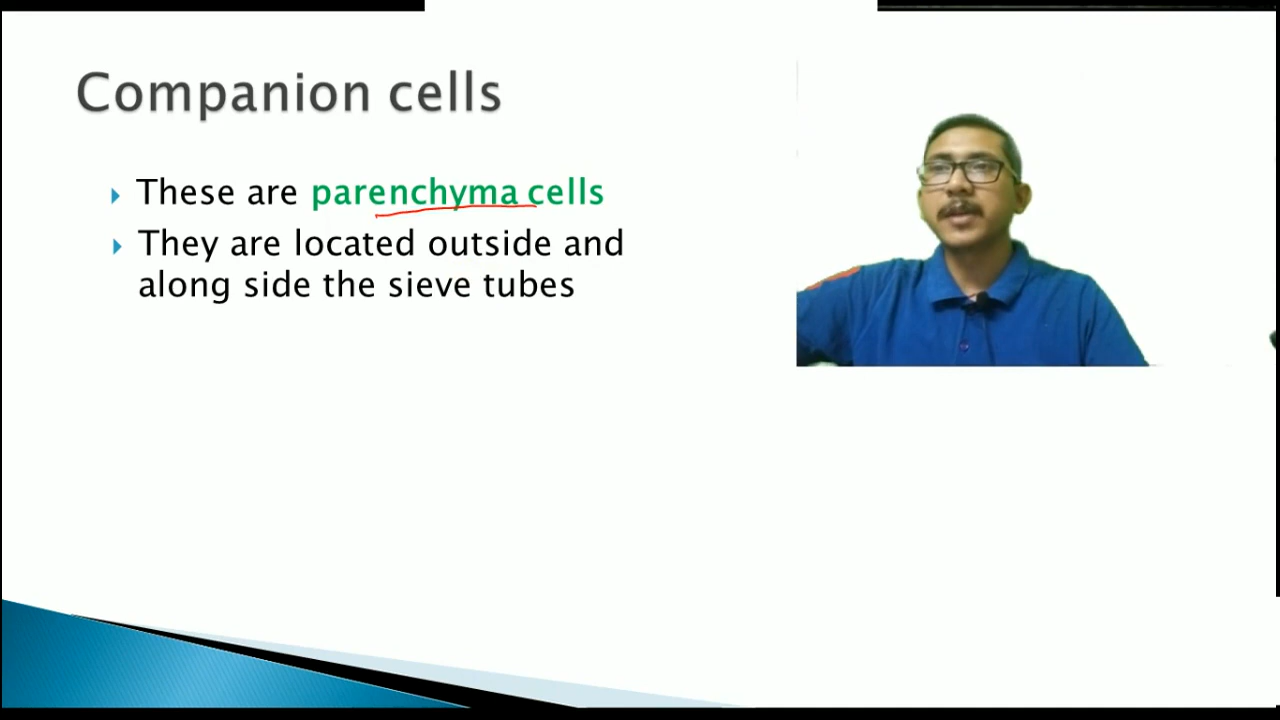 Companion cells
These are parenchyma cells
They are located outside and
along side the sieve tubes